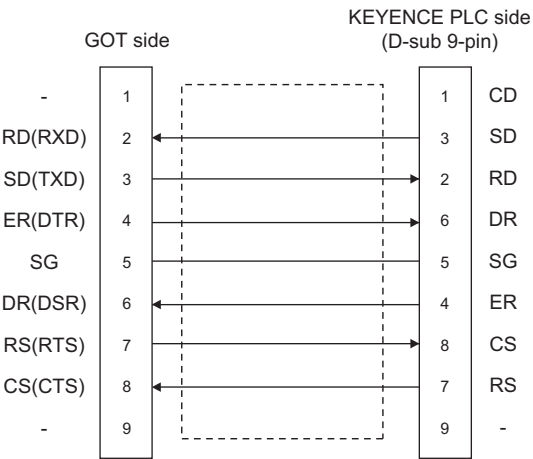 KEYENCE PLC side
GOT side (D-sub 9-pin)
- 1 1 CD
RD(RXD) 2 3 SD
SD(TXD) 3 2 RD
ER(DTR) 4 6 DR
SG 5 5 SG
DR(DSR) 6 4 ER
RS(RTS) 7 8 CS
CS(CTS) 8 7 RS
- 9 9 -